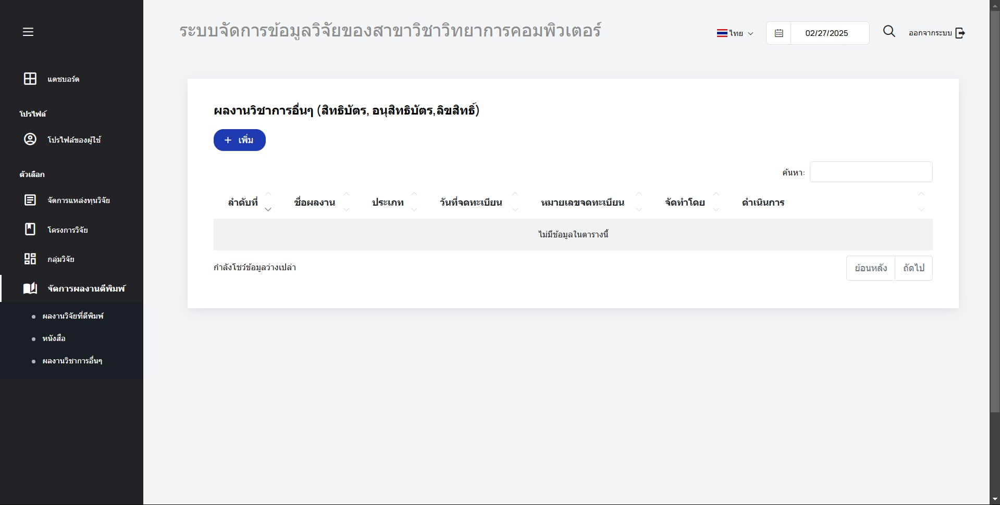 ระบบจัดการข้อมูลวิจัยของสาขาวิชาวิทยาการคอมพิวเตอร์
ไทย
02/27/2025
ออกจากระบบ
แดชบอร์ด
โปรไฟล์
โปรไฟล์ของผู้ใช้
ตัวเลือก
จัดการแหล่งทุนวิจัย
โครงการวิจัย
กลุ่มวิจัย
จัดการผลงานตีพิมพ์
ผลงานวิจัยที่ตีพิมพ์
หนังสือ
ผลงานวิชาการอื่นๆ
ผลงานวิชาการอื่นๆ (สิทธิบัตร, อนุสิทธิบัตร,ลิขสิทธิ์)
+ เพิ่ม
ค้นหา:
ลำดับที่ ชื่อผลงาน ประเภท วันที่จดทะเบียน หมายเลขจดทะเบียน จัดทำโดย ดำเนินการ
ไม่มีข้อมูลในตารางนี้
กำลังโชว์ข้อมูลว่างเปล่า
ย้อนหลัง ถัดไป